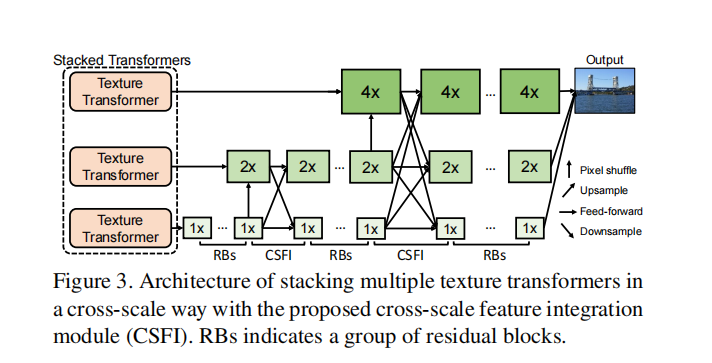 Stacked Transformers
Output
Texture
Transformer
4x
4x
...
4x
Texture
Transformer
2x
2x
...
2x
2x
...
2x
Pixel shuffle
Upsample
Feed-forward
Downsample
Texture
Transformer
1x
...
1x
1x
...
1x
1x
...
1x
RBs
CSFI
RBs
CSFI
RBs
Figure 3. Architecture of stacking multiple texture transformers in
a cross-scale way with the proposed cross-scale feature integration
module (CSFI). RBs indicates a group of residual blocks.